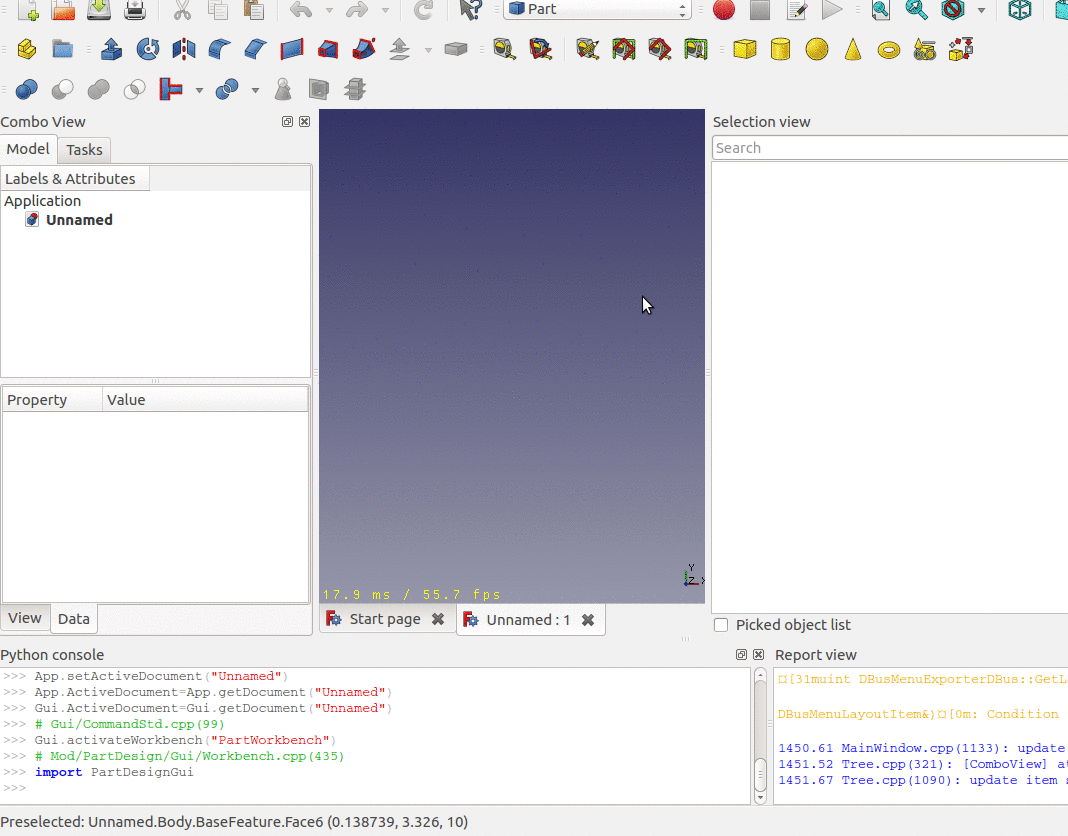 Part
Combo View
Model
Tasks
Labels & Attributes
Application
Unnamed
Property
Value
View
Data
17.9 ms / 55.7 fps
Y
Z
X
Start page
Unnamed : 1
Selection view
Search
Picked object list
Python console
>>> App.setActiveDocument("Unnamed")
>>> App.ActiveDocument=App.getDocument("Unnamed")
>>> Gui.ActiveDocument=Gui.getDocument("Unnamed")
>>> # Gui/CommandStd.cpp(99)
>>> Gui.activateWorkbench("PartWorkbench")
>>> # Mod/PartDesign/Gui/Workbench.cpp(435)
>>> import PartDesignGui
>>>
Report view
¤[31muint DBusMenuExporterDBus::GetL
DBusMenuLayoutItem&)¤[0m: Condition
1450.61 MainWindow.cpp(1133): update
1451.52 Tree.cpp(321): [ComboView] at
1451.67 Tree.cpp(1090): update item s
Preselected: Unnamed.Body.BaseFeature.Face6 (0.138739, 3.326, 10)